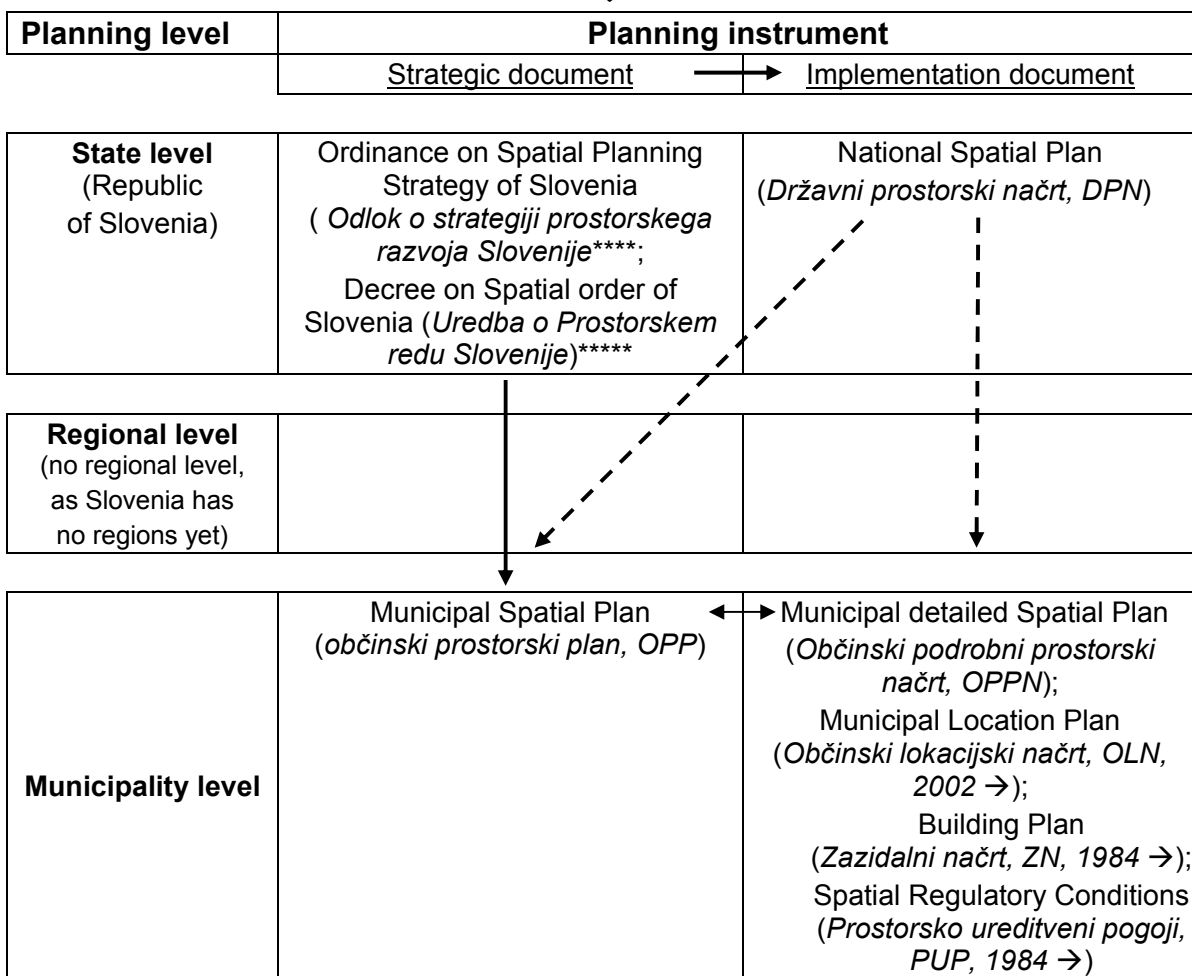 Planning level
Planning instrument
Strategic document
Implementation document
State level
(Republic
of Slovenia)
Ordinance on Spatial Planning
Strategy of Slovenia
( Odlok o strategiji prostorskega
razvoja Slovenije****;
Decree on Spatial order of
Slovenia (Uredba o Prostorskem
redu Slovenije)*****
National Spatial Plan
(Državni prostorski načrt, DPN)
Regional level
(no regional level,
as Slovenia has
no regions yet)
Municipality level
Municipal Spatial Plan
(občinski prostorski plan, OPP)
Municipal detailed Spatial Plan
(Občinski podrobni prostorski
načrt, OPPN);
Municipal Location Plan
(Občinski lokacijski načrt, OLN,
2002 →);
Building Plan
(Zazidalni načrt, ZN, 1984 →);
Spatial Regulatory Conditions
(Prostorsko ureditveni pogoji,
PUP, 1984 →)